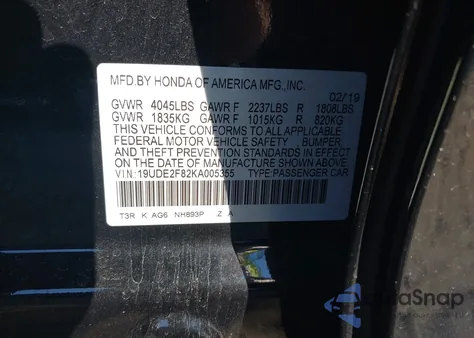 MFD.BY HONDA OF AMERICA MFG.,INC.
02/19
GVWR 4045LBS GAWR F 2237LBS R 1808LBS
GVWR 1835KG GAWR F 1015KG R 820KG
THIS VEHICLE CONFORMS TO ALL APPLICABLE
FEDERAL MOTOR VEHICLE SAFETY, BUMPER,
AND THEFT PREVENTION STANDARDS IN EFFECT
ON THE DATE OF MANUFACTURE SHOWN ABOVE.
VIN: 19UDE2F82KA005355 TYPE:PASSENGER CAR
T3R K AG6 NH893P Z A
AutaSnap